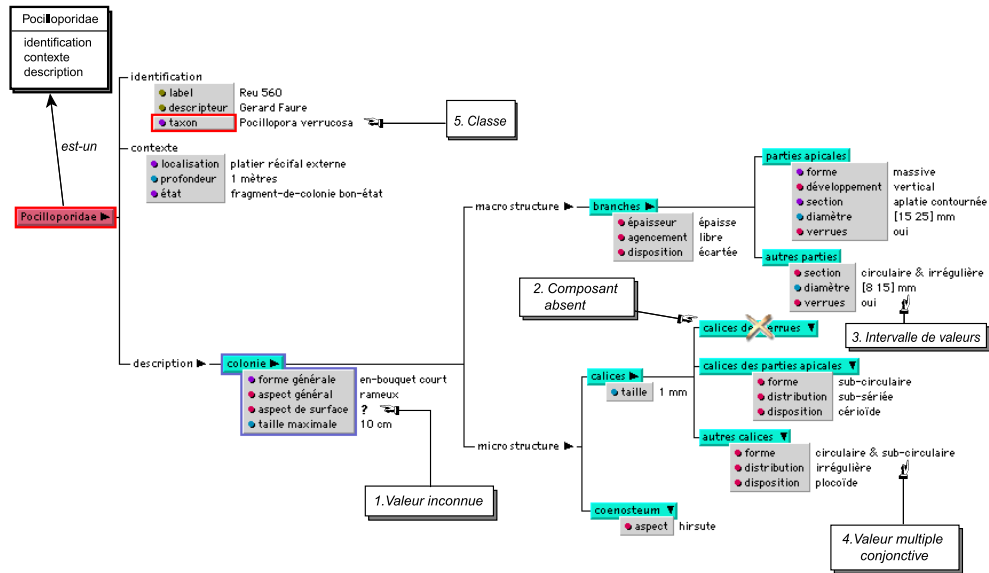 Pocilloporidae
identification
contexte
description
est-un
Pocilloporidae
identification
label Reu 560
descripteur Gerard Faure
taxon Pocillopora verrucosa
5. Classe
contexte
localisation platier récifal externe
profondeur 1 mètres
état fragment-de-colonie bon-état
description
colonie
forme générale en-bouquet court
aspect général rameux
aspect de surface ?
taille maximale 10 cm
1.Valeur inconnue
macro structure
branches
épaisseur épaisse
agencement libre
disposition écartée
parties apicales
forme massive
développement vertical
section aplatie contournée
diamètre [15 25] mm
verrues oui
autres parties
section circulaire & irrégulière
diamètre [8 15] mm
verrues oui
3. Intervalle de valeurs
2. Composant
absent
micro structure
calices
taille 1 mm
calices des verrues
calices des parties apicales
forme sub-circulaire
distribution sub-sériée
disposition cérioïde
autres calices
forme circulaire & sub-circulaire
distribution irrégulière
disposition plocoïde
4.Valeur multiple
conjonctive
coenosteum
aspect hirsute